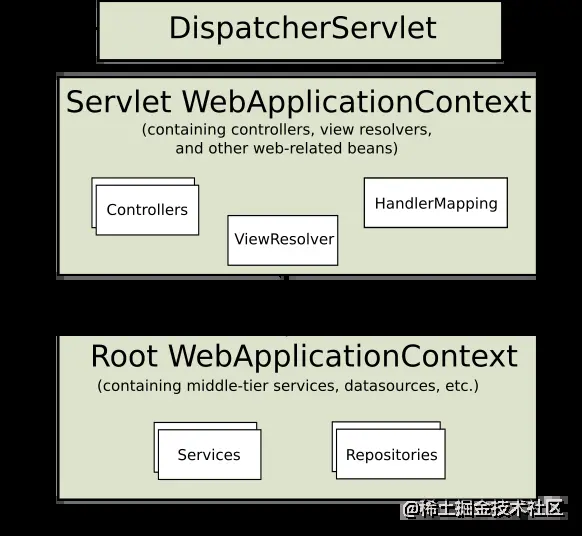 DispatcherServlet
Servlet WebApplicationContext
(containing controllers, view resolvers,
and other web-related beans)
Controllers
ViewResolver
HandlerMapping
Root WebApplicationContext
(containing middle-tier services, datasources, etc.)
Services
Repositories
@稀土掘金技术社区